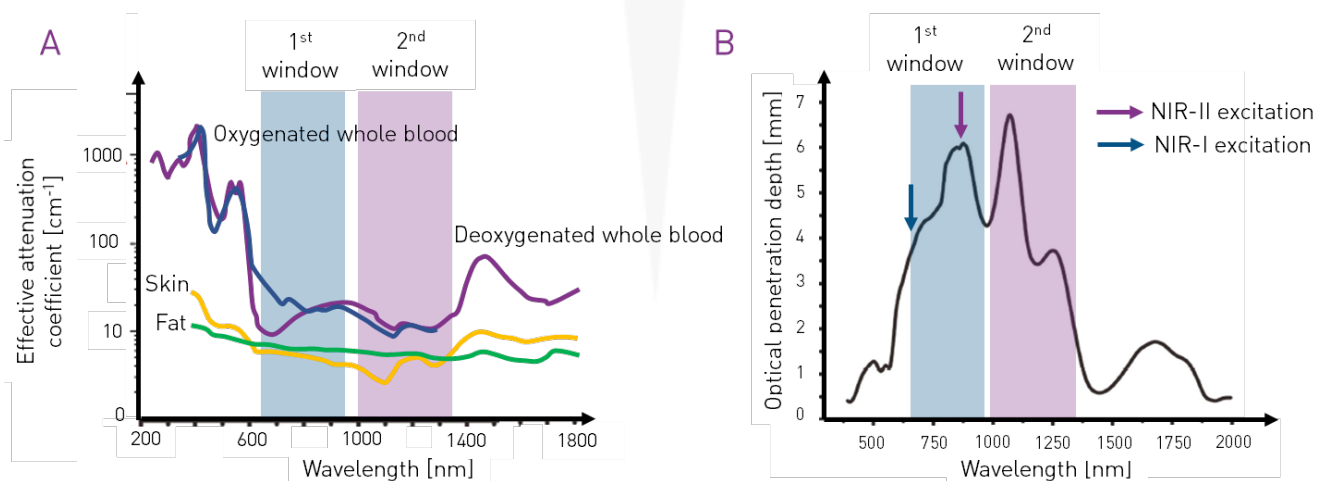 A
1st
window
2nd
window
Effective attenuation
coefficient [cm-1]
1000
100
10
0
Oxygenated whole blood
Deoxygenated whole blood
Skin
Fat
200
600
1000
1400
1800
Wavelength [nm]
B
1st
window
2nd
window
Optical penetration depth [mm]
7
6
5
4
3
2
1
0
500
750
1000
1250
1500
1750
2000
Wavelength [nm]
NIR-II excitation
NIR-I excitation